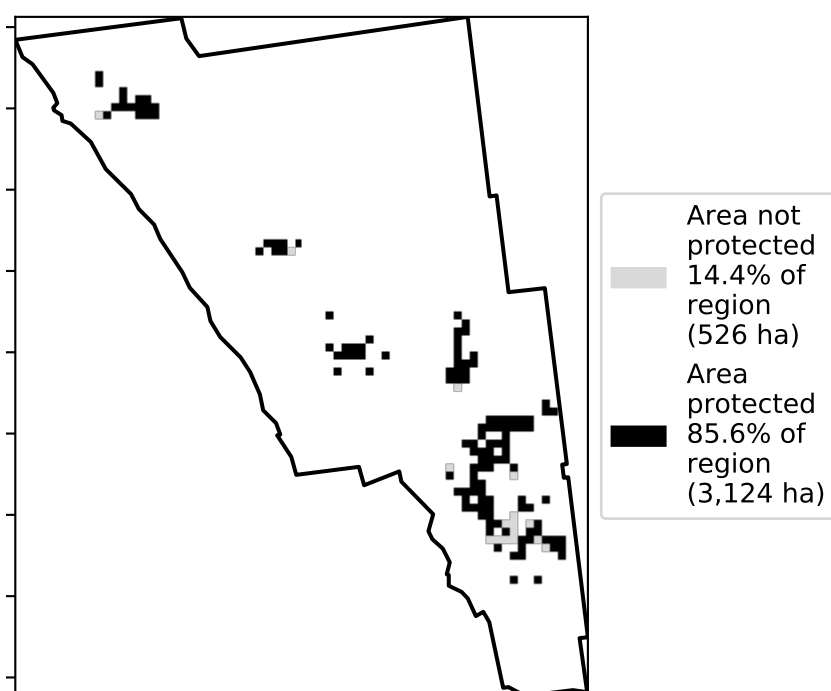 Area not
protected
14.4% of
region
(526 ha)
Area
protected
85.6% of
region
(3,124 ha)